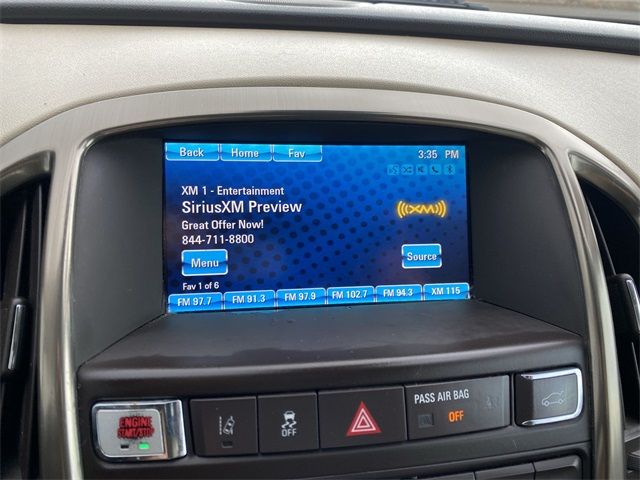 Back Home Fav 3:35 PM
XM 1 - Entertainment
SiriusXM Preview
((XM))
Great Offer Now!
844-711-8800
Menu Source
Fav 1 of 6
FM 97.7 FM 91.3 FM 97.9 FM 102.7 FM 94.3 XM 115
ENGINE
START/STOP
OFF
PASS AIR BAG
OFF